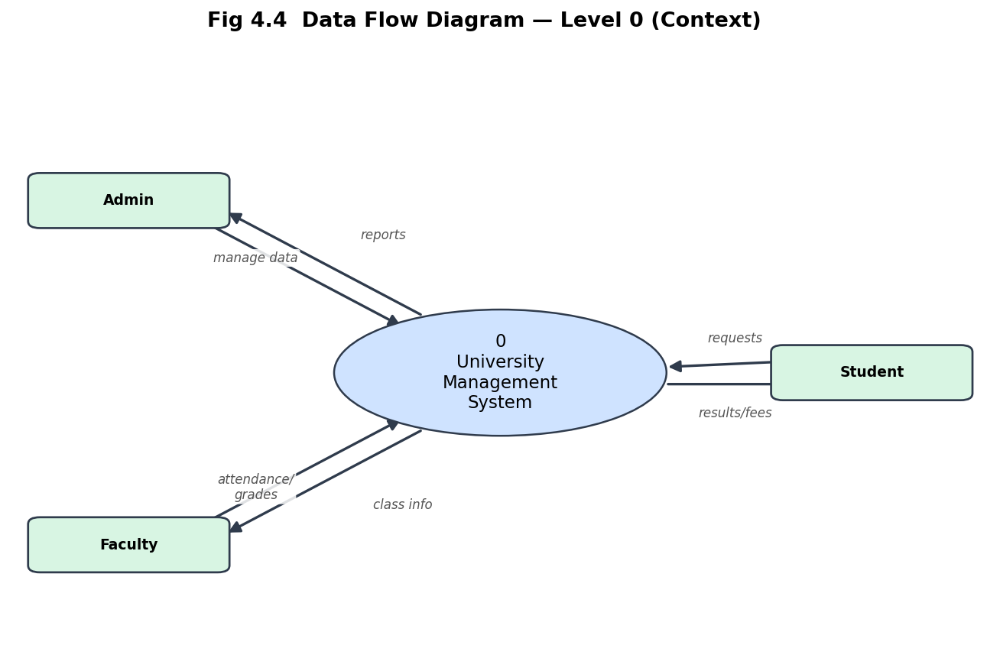 Fig 4.4  Data Flow Diagram — Level 0 (Context)
Admin
reports
manage data
0
University
Management
System
requests
Student
results/fees
attendance/
grades
class info
Faculty